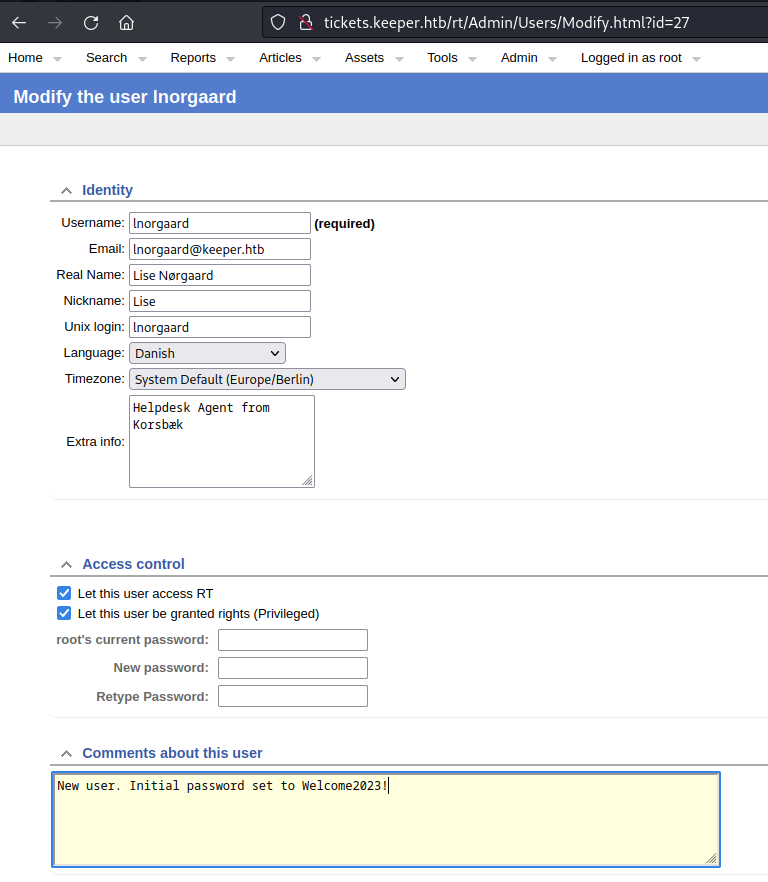 tickets.keeper.htb/rt/Admin/Users/Modify.html?id=27
Home Search Reports Articles Assets Tools Admin Logged in as root
Modify the user lnorgaard
Identity
Username: lnorgaard (required)
Email: lnorgaard@keeper.htb
Real Name: Lise Nørgaard
Nickname: Lise
Unix login: lnorgaard
Language: Danish
Timezone: System Default (Europe/Berlin)
Extra info: Helpdesk Agent from
Korsbæk
Access control
Let this user access RT
Let this user be granted rights (Privileged)
root's current password:
New password:
Retype Password:
Comments about this user
New user. Initial password set to Welcome2023!